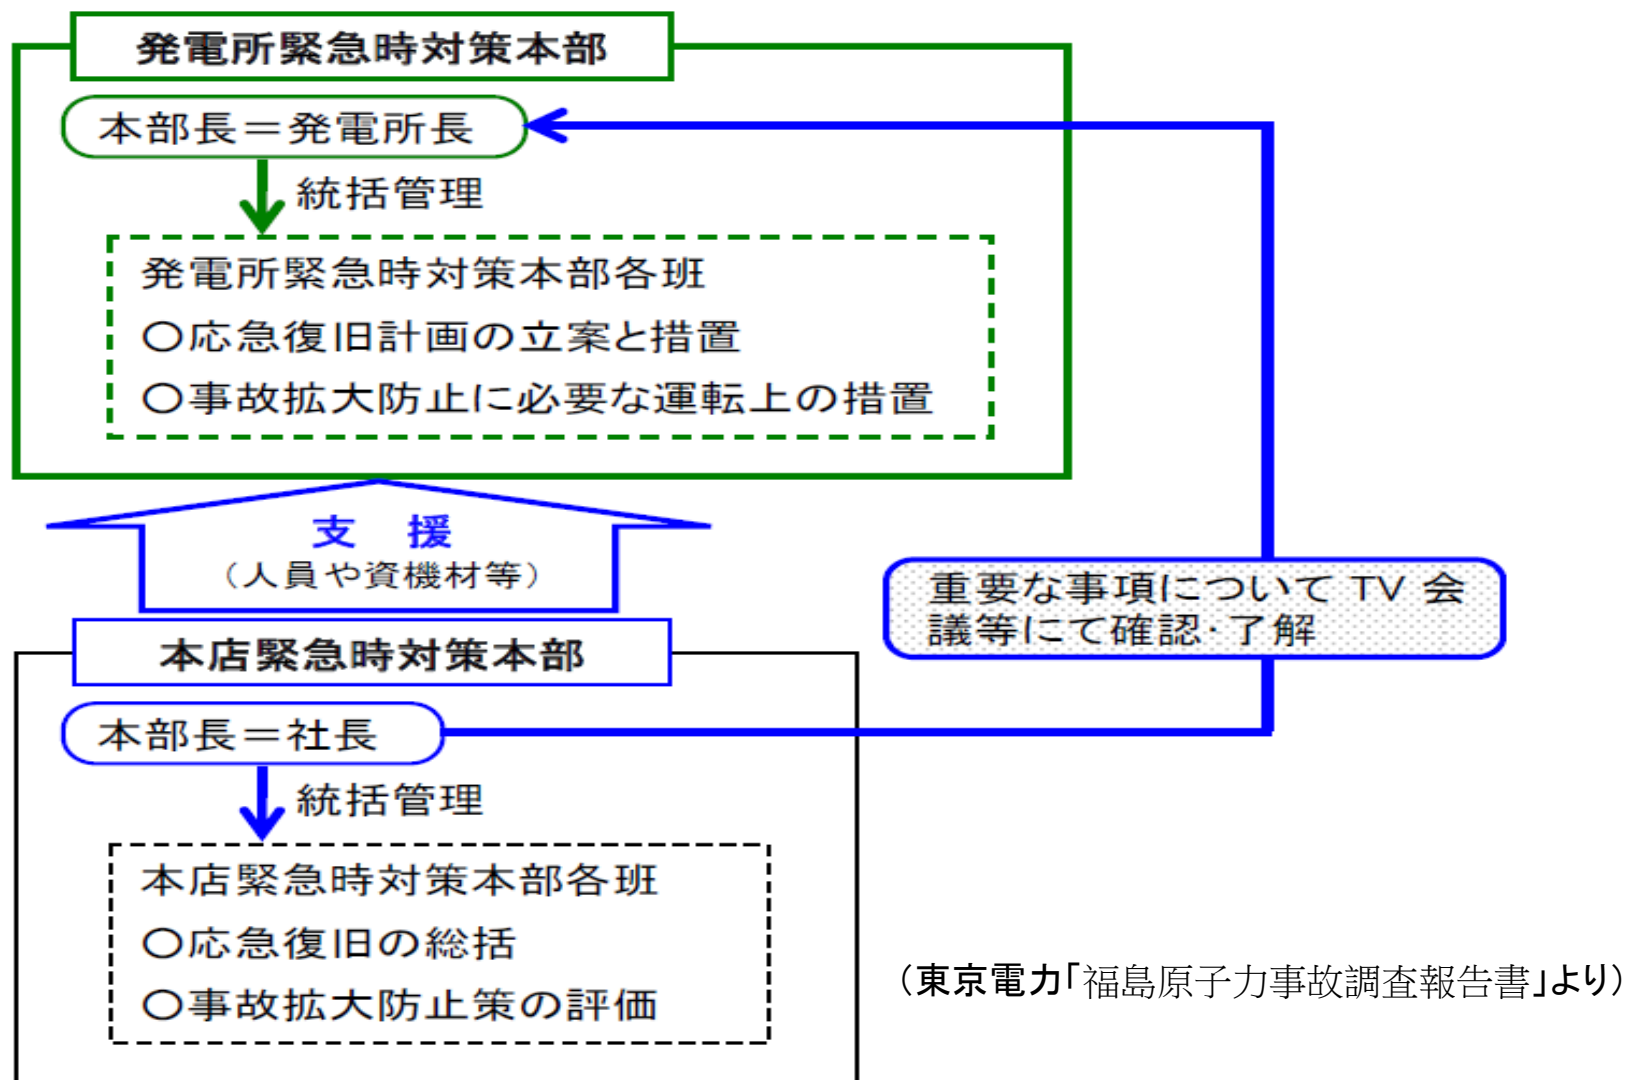 発電所緊急時対策本部
本部長＝発電所長
統括管理
発電所緊急時対策本部各班
○応急復旧計画の立案と措置
○事故拡大防止に必要な運転上の措置
支　援
（人員や資機材等）
重要な事項について TV 会
議等にて確認・了解
本店緊急時対策本部
本部長＝社長
統括管理
本店緊急時対策本部各班
○応急復旧の総括
○事故拡大防止策の評価
（東京電力「福島原子力事故調査報告書」より）